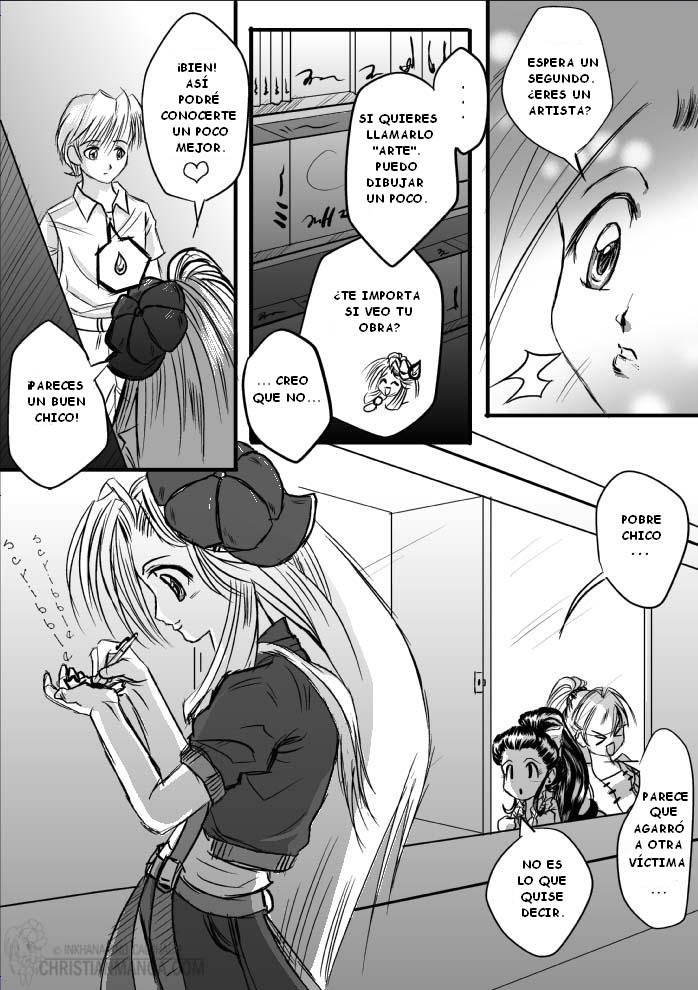 ESPERA UN
SEGUNDO.
¿ERES UN
ARTISTA?
...
SI QUIERES
LLAMARLO
"ARTE".
PUEDO
DIBUJAR
UN POCO.
¿TE IMPORTA
SI VEO TU
OBRA?
... CREO
QUE NO...
¡BIEN!
ASÍ
PODRÉ
CONOCERTE
UN POCO
MEJOR.
¡PARECES
UN BUEN
CHICO!
POBRE
CHICO
...
PARECE
QUE
AGARRÓ
A OTRA
VÍCTIMA
...
NO ES
LO QUE
QUISE
DECIR.
scribble
scribble
©
CHRISTIANMANGA.COM